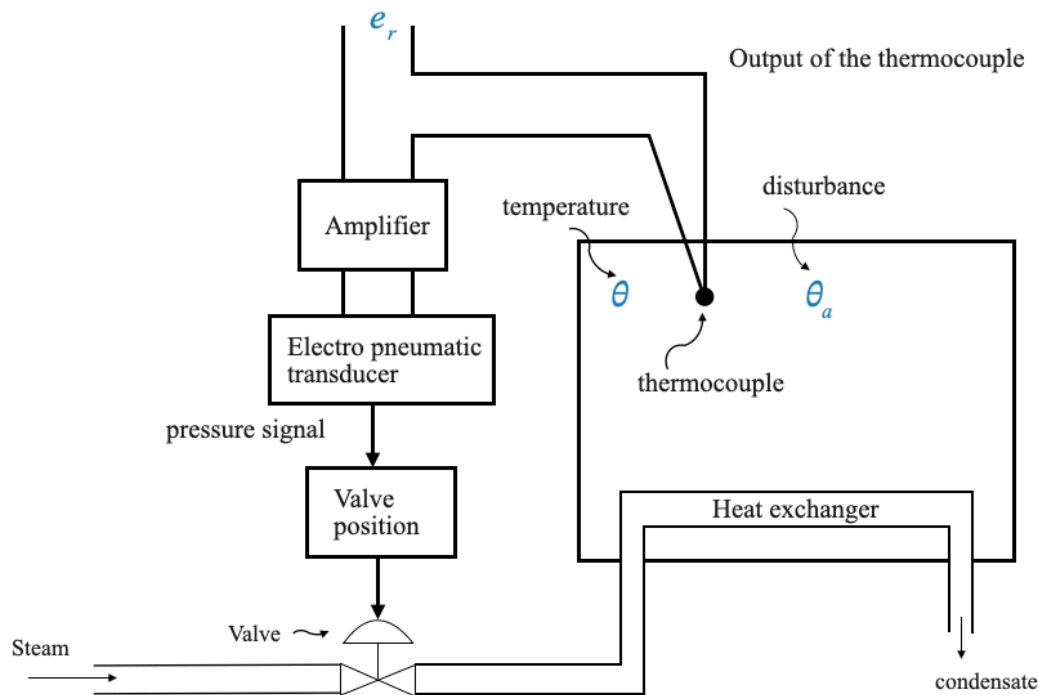 e_r
Output of the thermocouple
disturbance
temperature
Amplifier
θ
θ_a
Electro pneumatic
transducer
thermocouple
pressure signal
Valve
position
Heat exchanger
Valve
Steam
condensate